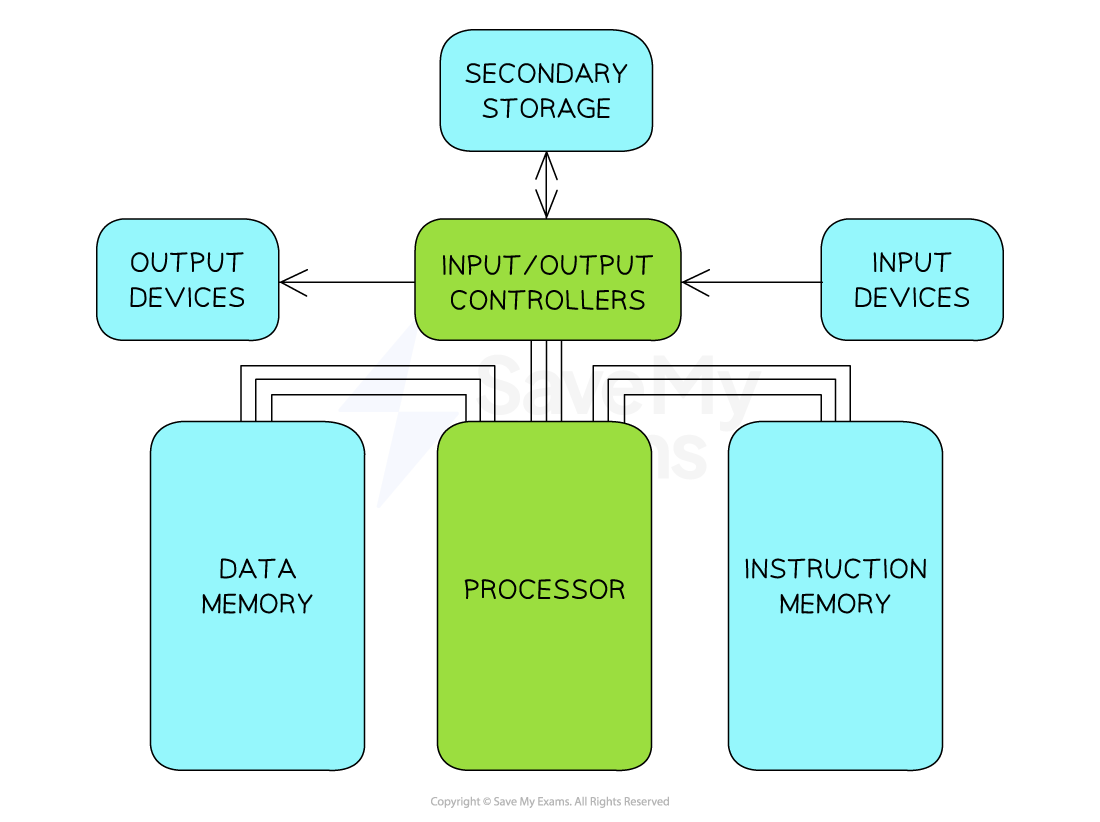 SECONDARY
STORAGE
OUTPUT
DEVICES
INPUT/OUTPUT
CONTROLLERS
INPUT
DEVICES
SaveMy
DATA
MEMORY
PROCESSOR
INSTRUCTION
MEMORY
Copyright © Save My Exams. All Rights Reserved